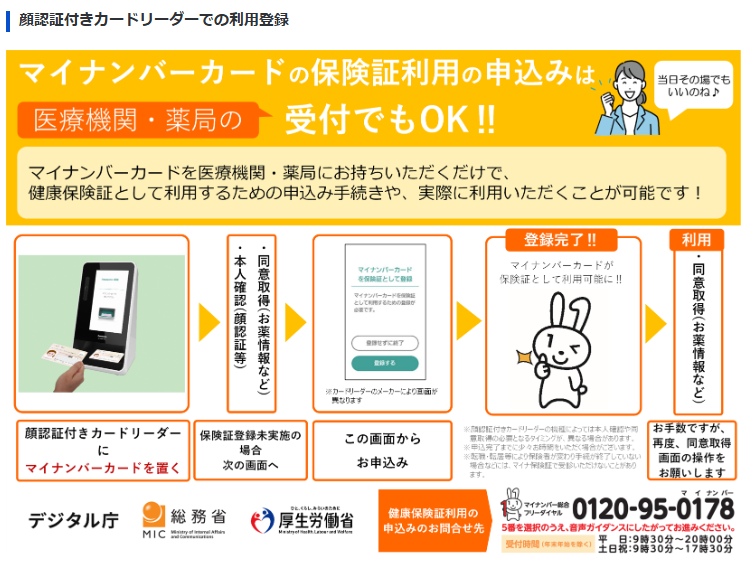 顔認証付きカードリーダーでの利用登録
マイナンバーカードの保険証利用の申込みは
医療機関・薬局の
受付でもOK!!
当日その場でも
いいのね♪
マイナンバーカードを医療機関・薬局にお持ちいただくだけで、
健康保険証として利用するための申込み手続きや、実際に利用いただくことが可能です！
顔認証付きカードリーダー
に
マイナンバーカードを置く
・同意取得(お薬情報など)
・本人確認(顔認証等)
保険証登録未実施の
場合
次の画面へ
マイナンバーカード
を保険証として登録
マイナンバーカードを保険証
として利用するための登録が
必要です。
登録せずに終了
登録する
※カードリーダーのメーカーにより画面が
異なります
この画面から
お申込み
登録完了!!
マイナンバーカードが
保険証として利用可能に!!
※顔認証付きカードリーダーの機種によっては本人確認や同
意取得の必要となるタイミングが、異なる場合があります。
※申込完了までに少々お時間をいただく場合がございます。
※転職・転居等により保険者が変わり手続が終了していない
場合などには、マイナ保険証で受診いただけないことがあ
ります。
利用
・同意取得(お薬情報など)
お手数ですが、
再度、同意取得
画面の操作を
お願いします
デジタル庁
総務省
MIC
Ministry of Internal Affairs
and Communications
ひと、くらし、みらいのために
厚生労働省
Ministry of Health, Labour and Welfare
健康保険証利用の
申込みのお問合せ先
マイナンバー総合
フリーダイヤル
マイナンバー
0120-95-0178
5番を選択のうえ、音声ガイダンスにしたがってお進みください。
受付時間(年末年始を除く)
平　日:9時30分～20時00分
土日祝:9時30分～17時30分